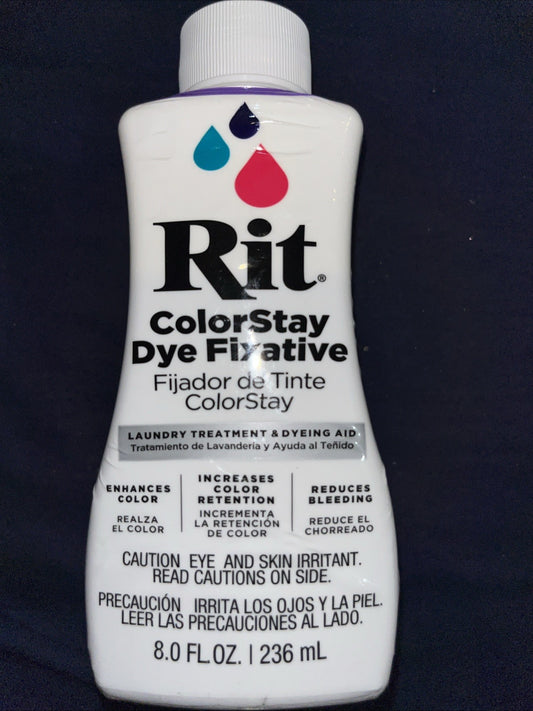 Rit®
ColorStay
Dye Fixative
Fijador de Tinte
ColorStay
LAUNDRY TREATMENT & DYEING AID
Tratamiento de Lavandería y Ayuda al Teñido
ENHANCES
COLOR
REALZA
EL COLOR
INCREASES
COLOR
RETENTION
INCREMENTA
LA RETENCIÓN
DE COLOR
REDUCES
BLEEDING
REDUCE EL
CHORREADO
CAUTION EYE AND SKIN IRRITANT.
READ CAUTIONS ON SIDE.
PRECAUCIÓN IRRITA LOS OJOS Y LA PIEL.
LEER LAS PRECAUCIONES AL LADO.
8.0 FL.OZ. | 236 mL